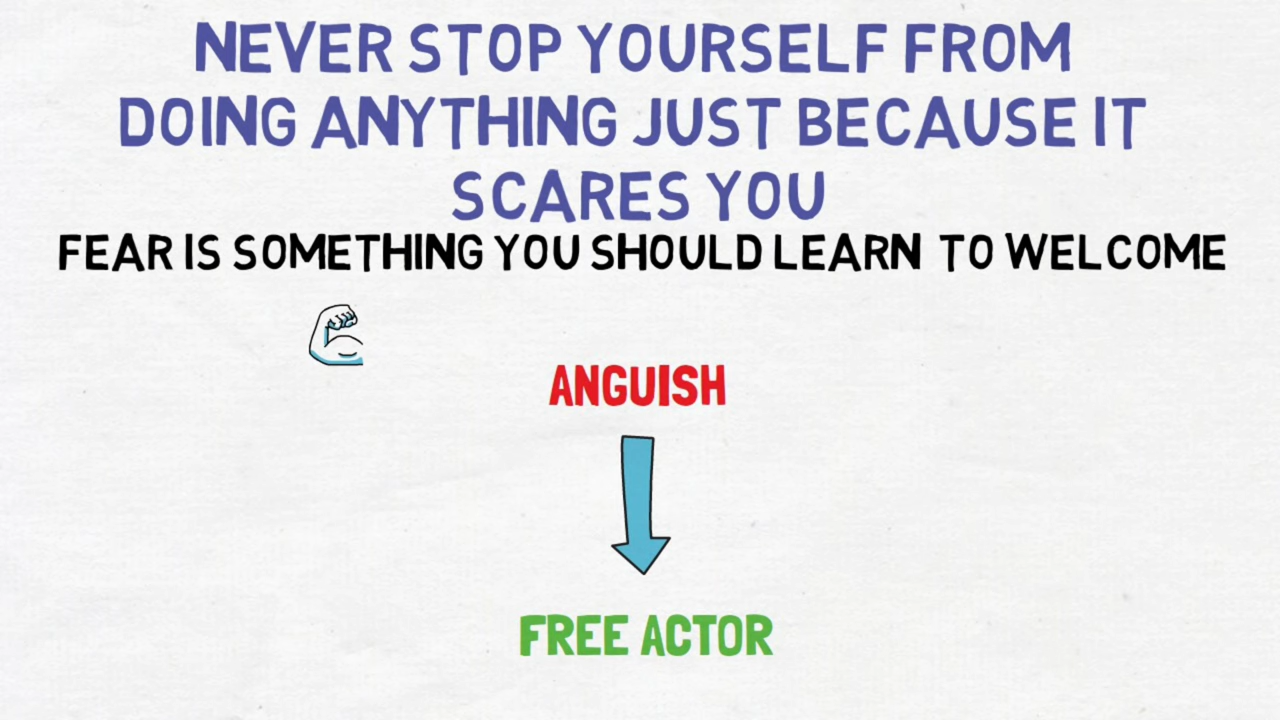 NEVER STOP YOURSELF FROM
DOING ANYTHING JUST BECAUSE IT
SCARES YOU
FEAR IS SOMETHING YOU SHOULD LEARN TO WELCOME
ANGUISH
FREE ACTOR